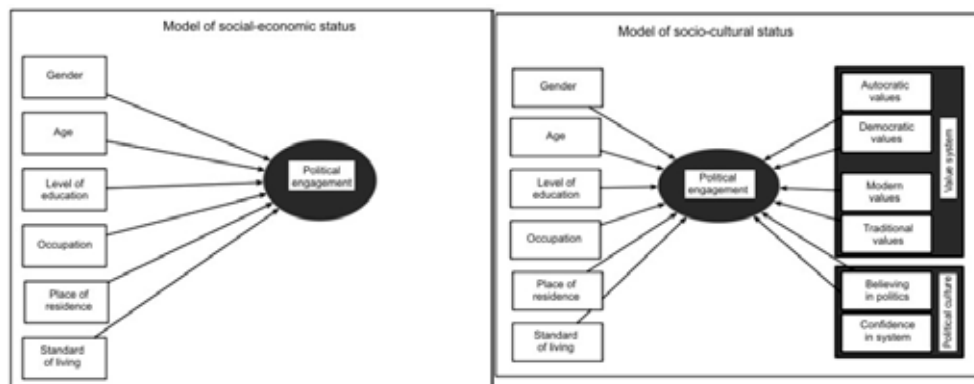 Model of social-economic status
Gender
Age
Level of
education
Occupation
Place of
residence
Standard
of living
Political
engagement
Model of socio-cultural status
Gender
Age
Level of
education
Occupation
Place of
residence
Standard
of living
Political
engagement
Autocratic
values
Democratic
values
Modern
values
Traditional
values
Value system
Believing
in politics
Confidence
in system
Political culture